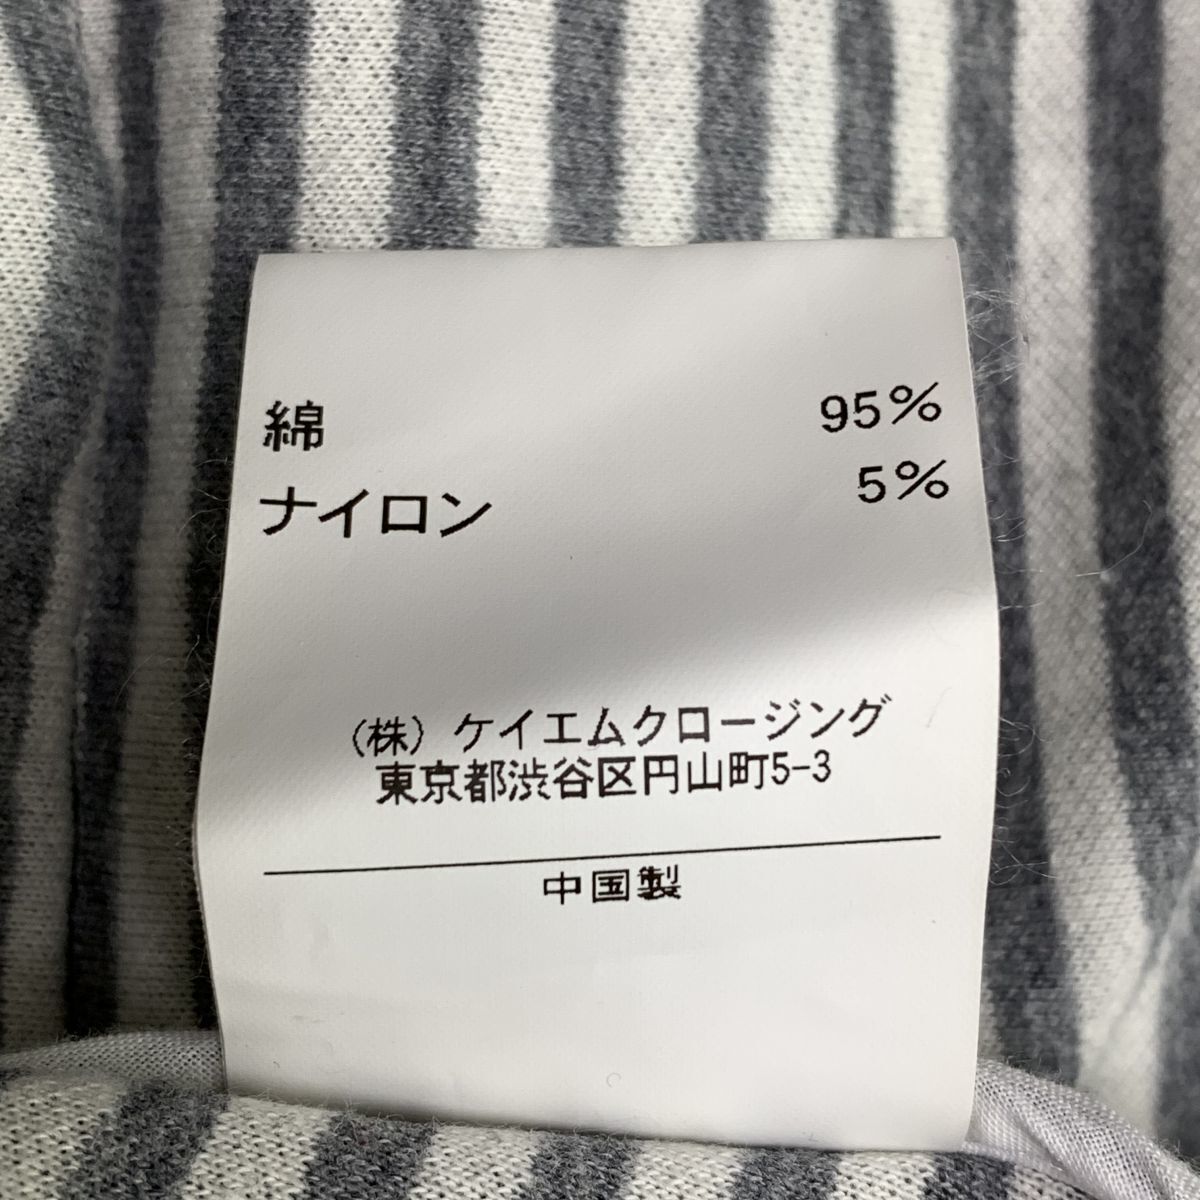 綿 95%
ナイロン 5%
(株) ケイエムクロージング
東京都渋谷区円山町5-3
中国製